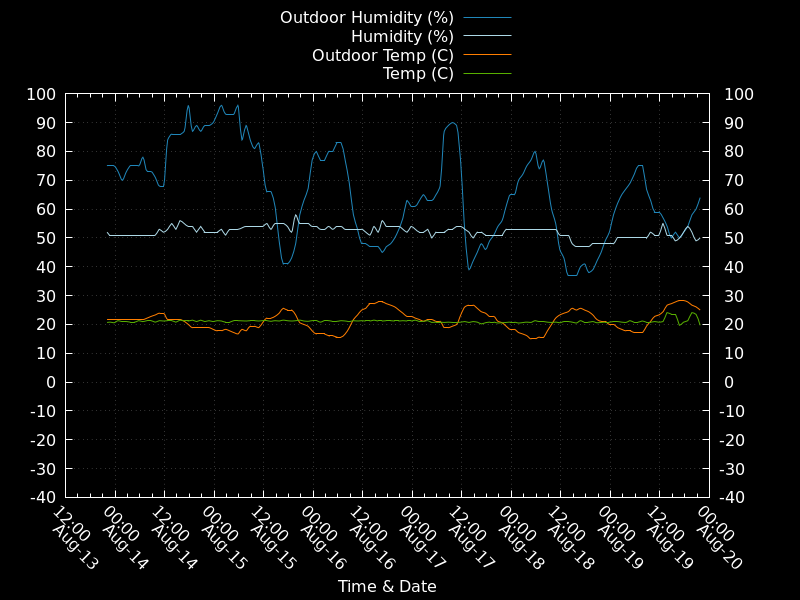 Outdoor Humidity (%)
Humidity (%)
Outdoor Temp (C)
Temp (C)
100 100
90 90
80 80
70 70
60 60
50 50
40 40
30 30
20 20
10 10
0 0
-10 -10
-20 -20
-30 -30
-40 -40
12:00 Aug-13
00:00 Aug-14
12:00 Aug-14
00:00 Aug-15
12:00 Aug-15
00:00 Aug-16
12:00 Aug-16
00:00 Aug-17
12:00 Aug-17
00:00 Aug-18
12:00 Aug-18
00:00 Aug-19
12:00 Aug-19
00:00 Aug-20
Time & Date